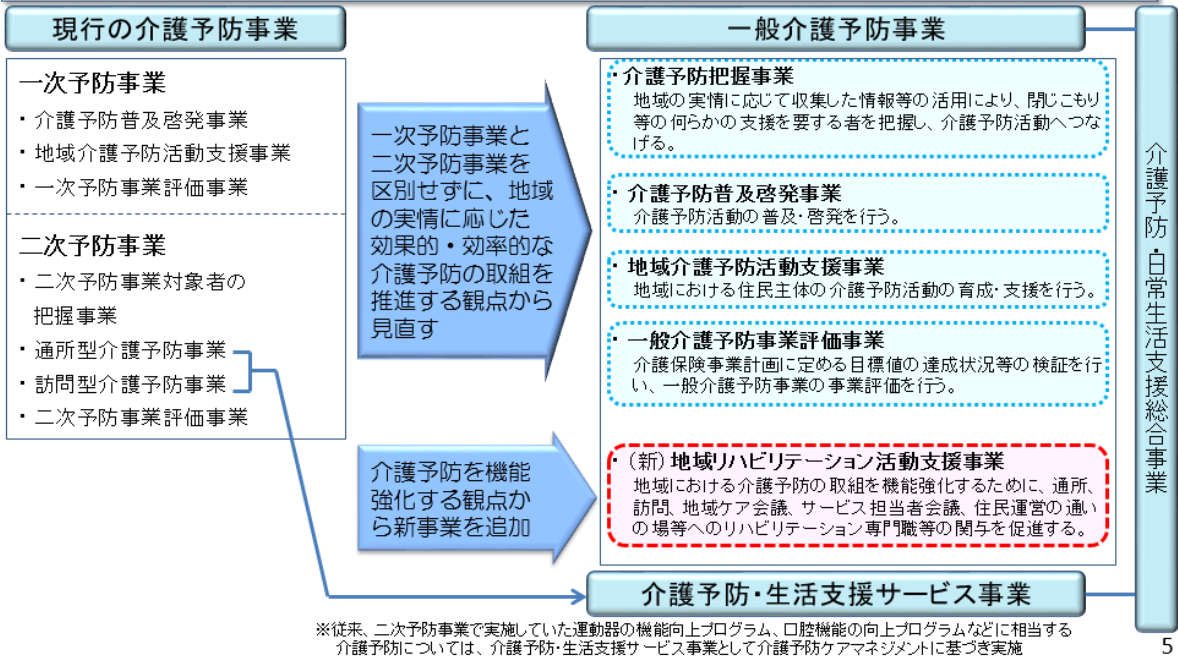 現行の介護予防事業
一次予防事業
・介護予防普及啓発事業
・地域介護予防活動支援事業
・一次予防事業評価事業
二次予防事業
・二次予防事業対象者の
把握事業
・通所型介護予防事業
・訪問型介護予防事業
・二次予防事業評価事業
一次予防事業と
二次予防事業を
区別せずに、地域
の実情に応じた
効果的・効率的な
介護予防の取組を
推進する観点から
見直す
介護予防を機能
強化する観点か
ら新事業を追加
一般介護予防事業
・介護予防把握事業
地域の実情に応じて収集した情報等の活用により、閉じこもり
等の何らかの支援を要する者を把握し、介護予防活動へつな
げる。
・介護予防普及啓発事業
介護予防活動の普及・啓発を行う。
・地域介護予防活動支援事業
地域における住民主体の介護予防活動の育成・支援を行う。
・一般介護予防事業評価事業
介護保険事業計画に定める目標値の達成状況等の検証を行
い、一般介護予防事業の事業評価を行う。
・（新）地域リハビリテーション活動支援事業
地域における介護予防の取組を機能強化するために、通所、
訪問、地域ケア会議、サービス担当者会議、住民運営の通い
の場等へのリハビリテーション専門職等の関与を促進する。
介護予防・生活支援サービス事業
介護予防・日常生活支援総合事業
※従来、二次予防事業で実施していた運動器の機能向上プログラム、口腔機能の向上プログラムなどに相当する
介護予防については、介護予防・生活支援サービス事業として介護予防ケアマネジメントに基づき実施
5